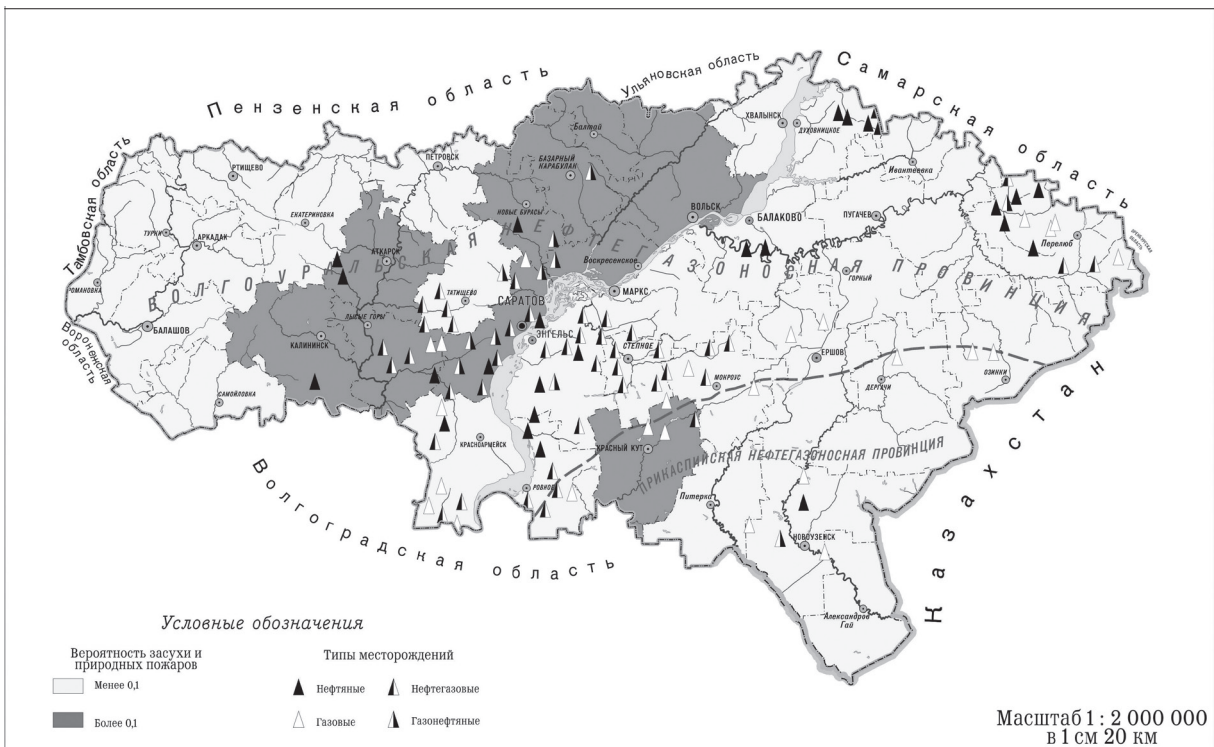 Пензенская область
Ульяновская область
Самарская область
Тамбовская область
Воронежская область
Волгоградская область
Казахстан
ВОЛГОУРАЛЬСКАЯ НЕФТЕГАЗОНОСНАЯ ПРОВИНЦИЯ
ПРИКАСПИЙСКАЯ НЕФТЕГАЗОНОСНАЯ ПРОВИНЦИЯ
ХВАЛЫНСК
ДУХОВНИЦКОЕ
Балтай
ПЕТРОВСК
БАЗАРНЫЙ
КАРАБУЛАК
Ивантеевка
РТИЩЕВО
НОВЫЕ БУРАСЫ
ВОЛЬСК
БАЛАКОВО
ПУГАЧЕВ
ЕКАТЕРИНОВКА
ТУРКИ
АРКАДАК
Перелюб
АТКАРСК
Воскресенское
ГОРНЫЙ
РОМАНОВКА
ТАТИЩЕВО
САРАТОВ
МАРКС
БАЛАШОВ
ЛЫСЫЕ ГОРЫ
КАЛИНИНСК
ЭНГЕЛЬС
СТЕПНОЕ
ЕРШОВ
МОКРОУС
ДЕРГАЧИ
ОЗИНКИ
САМОЙЛОВКА
КРАСНОАРМЕЙСК
КРАСНЫЙ КУТ
РОВНОЕ
Питерка
НОВОУЗЕНСК
Александров
Гай
Условные обозначения
Вероятность засухи и
природных пожаров
Менее 0,1
Более 0,1
Типы месторождений
Нефтяные
Нефтегазовые
Газовые
Газонефтяные
Масштаб 1 : 2 000 000
в 1 см 20 км